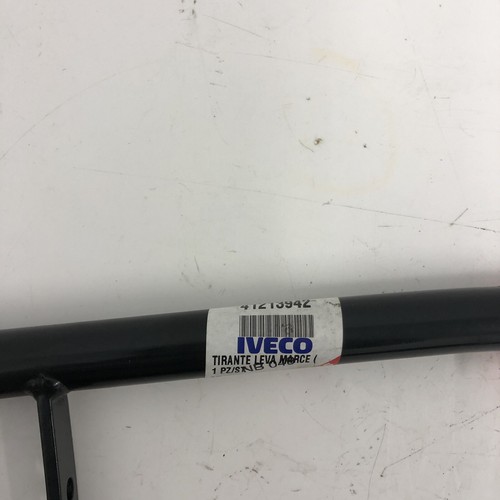 41213942
IVECO
TIRANTE LEVA MARCE (
1 PZ/ST